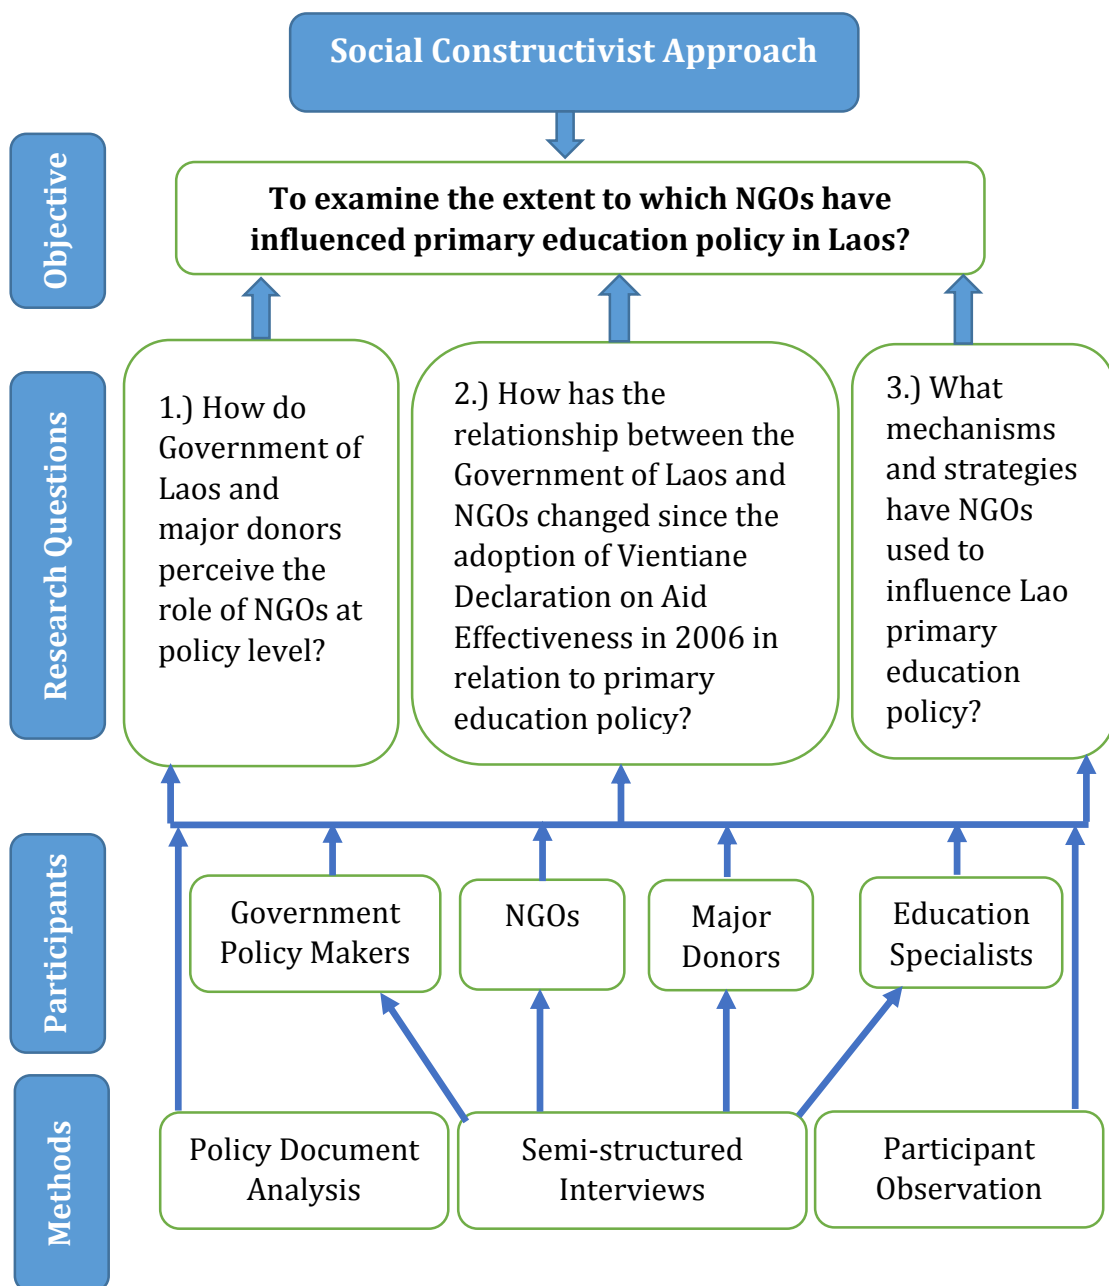 Social Constructivist Approach
Objective
To examine the extent to which NGOs have
influenced primary education policy in Laos?
Research Questions
1.) How do
Government of
Laos and
major donors
perceive the
role of NGOs at
policy level?
2.) How has the
relationship between the
Government of Laos and
NGOs changed since the
adoption of Vientiane
Declaration on Aid
Effectiveness in 2006 in
relation to primary
education policy?
3.) What
mechanisms
and strategies
have NGOs
used to
influence Lao
primary
education
policy?
Participants
Government
Policy Makers
NGOs
Major
Donors
Education
Specialists
Methods
Policy Document
Analysis
Semi-structured
Interviews
Participant
Observation